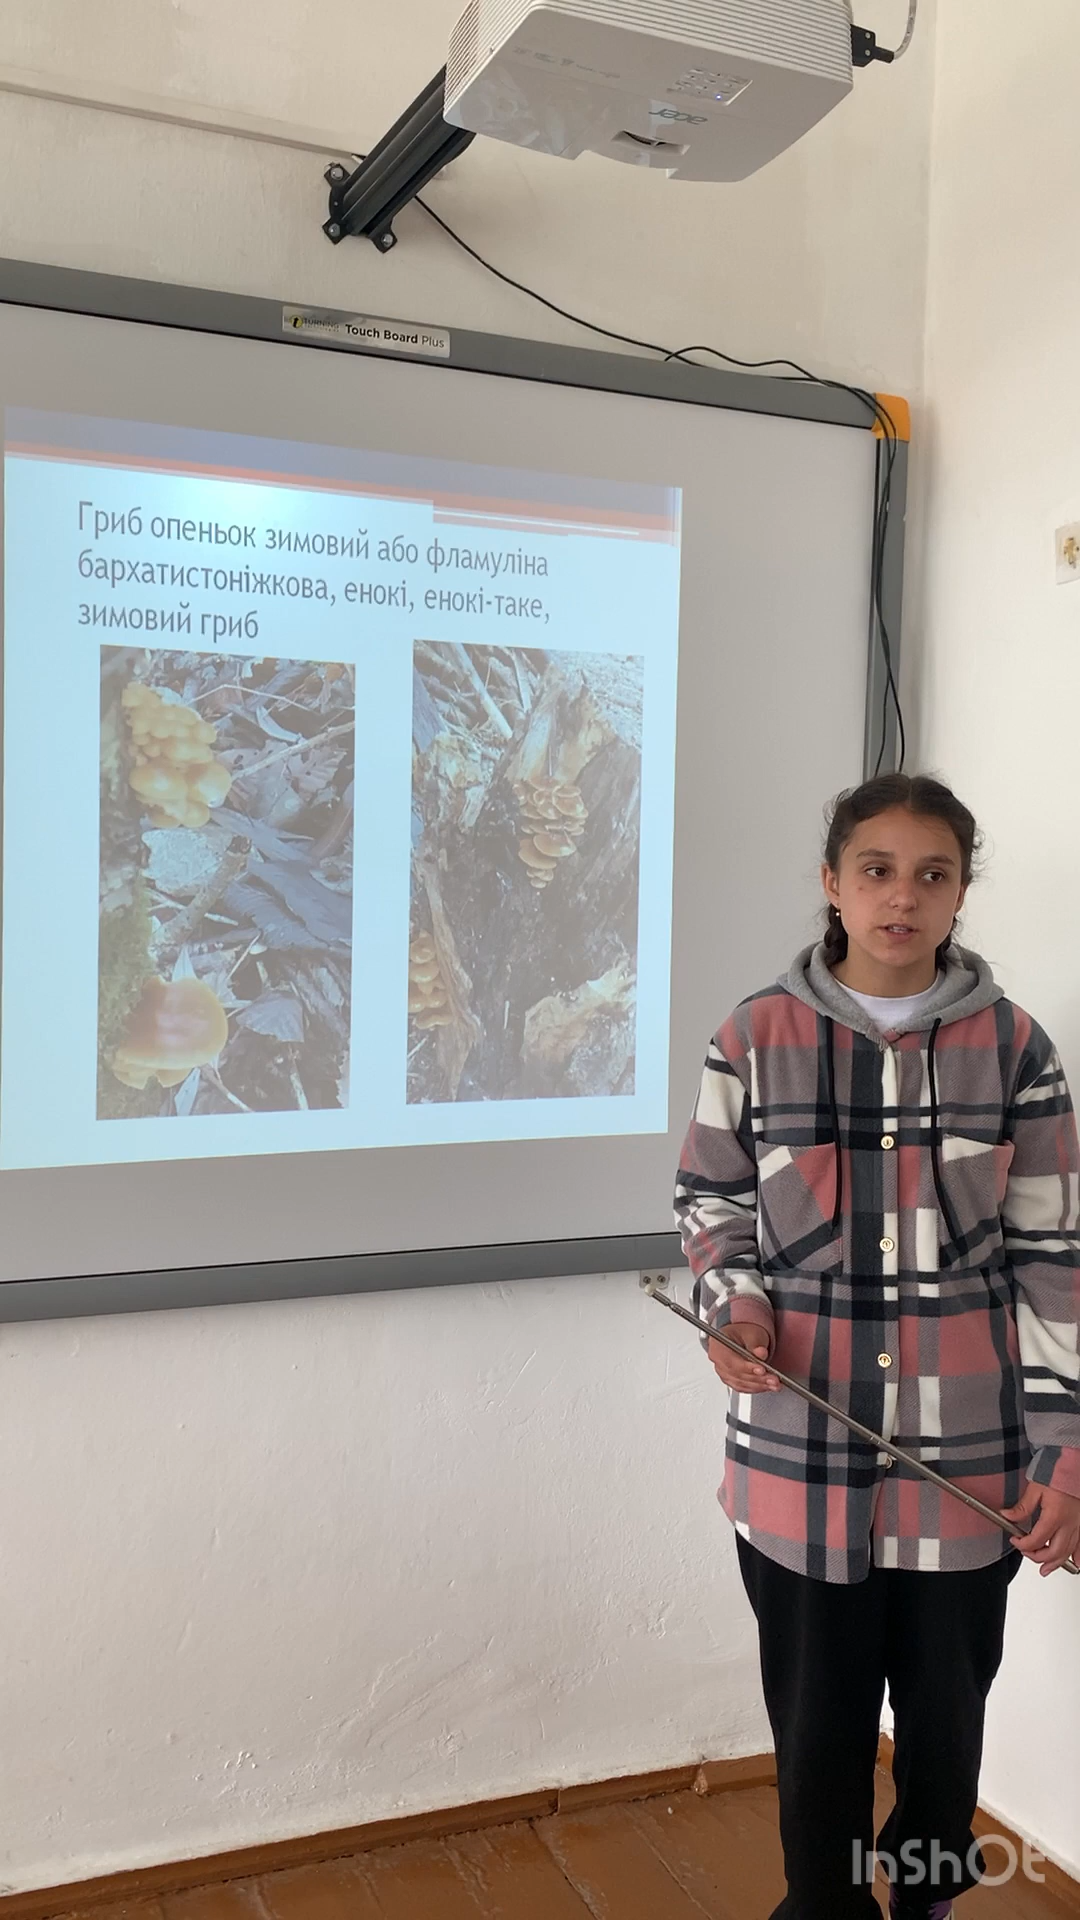 acer
Touch Board Plus
Гриб опеньок зимовий або фламуліна
бархатистоніжкова, енокі, енокі-таке,
зимовий гриб
InShOt